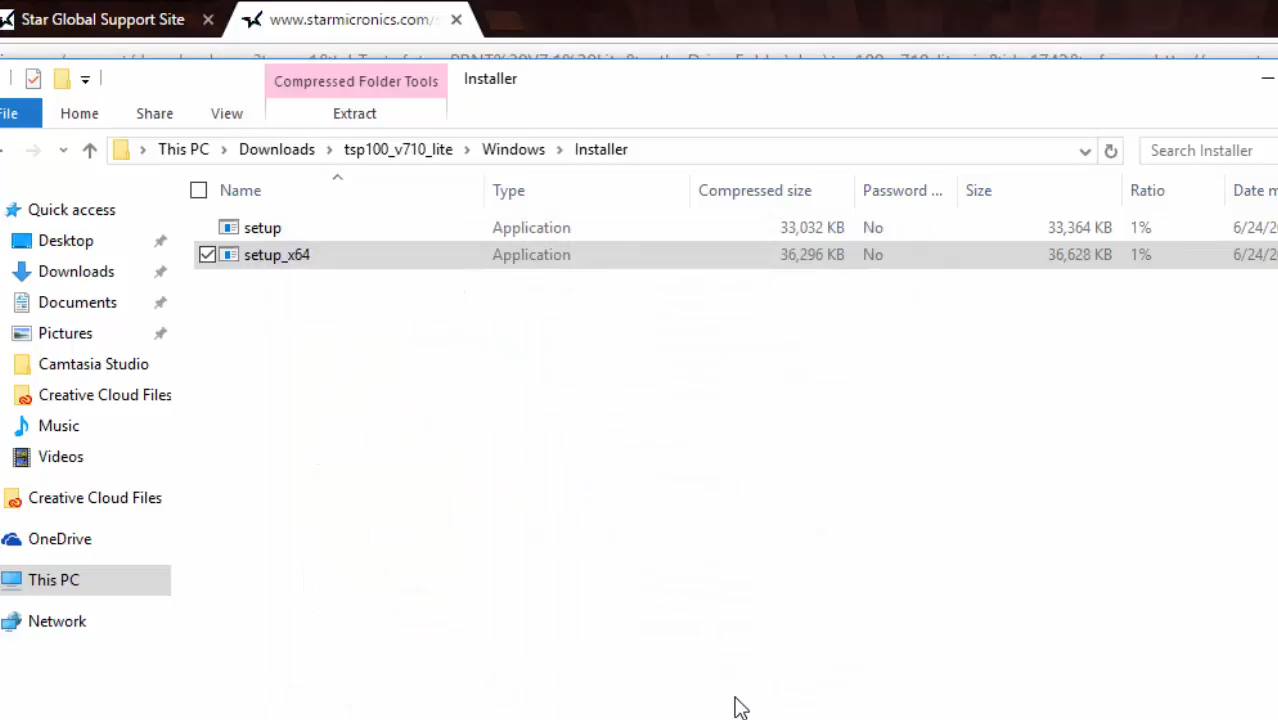 Star Global Support Site
www.starmicronics.com/
Compressed Folder Tools
Installer
File
Home
Share
View
Extract
This PC > Downloads > tsp100_v710_lite > Windows > Installer
Search Installer
Name
Type
Compressed size
Password ...
Size
Ratio
Date m
setup
Application
33,032 KB
No
33,364 KB
1%
6/24/2
setup_x64
Application
36,296 KB
No
36,628 KB
1%
6/24/2
Quick access
Desktop
Downloads
Documents
Pictures
Camtasia Studio
Creative Cloud Files
Music
Videos
Creative Cloud Files
OneDrive
This PC
Network